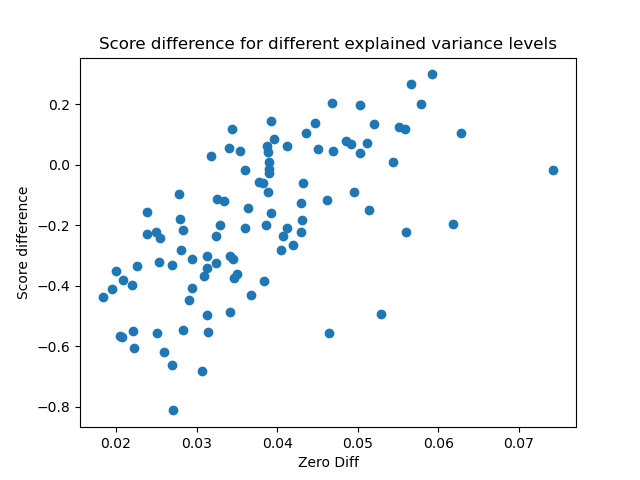 Score difference for different explained variance levels
Score difference
0.2
0.0
−0.2
−0.4
−0.6
−0.8
0.02 0.03 0.04 0.05 0.06 0.07
Zero Diff